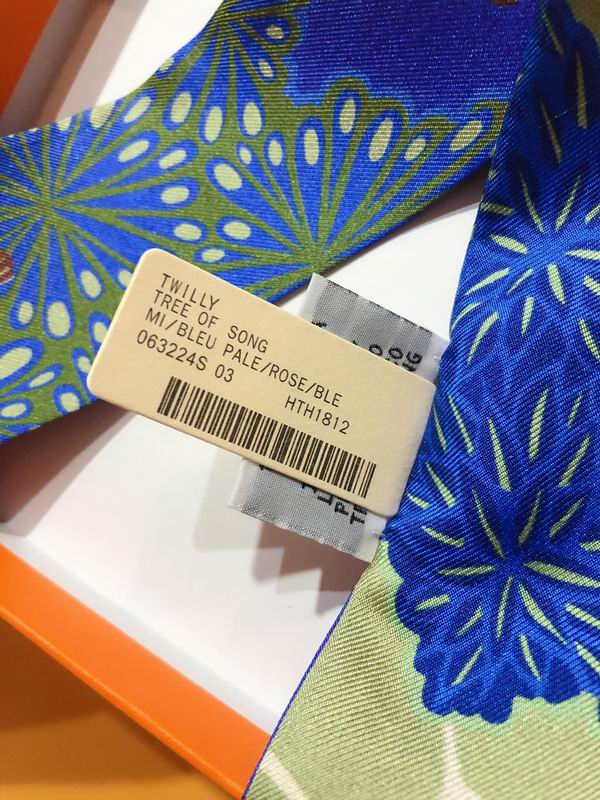 TWILLY
TREE OF SONG
MI/BLEU PALE/ROSE/BLE
063224S 03
HTH1812